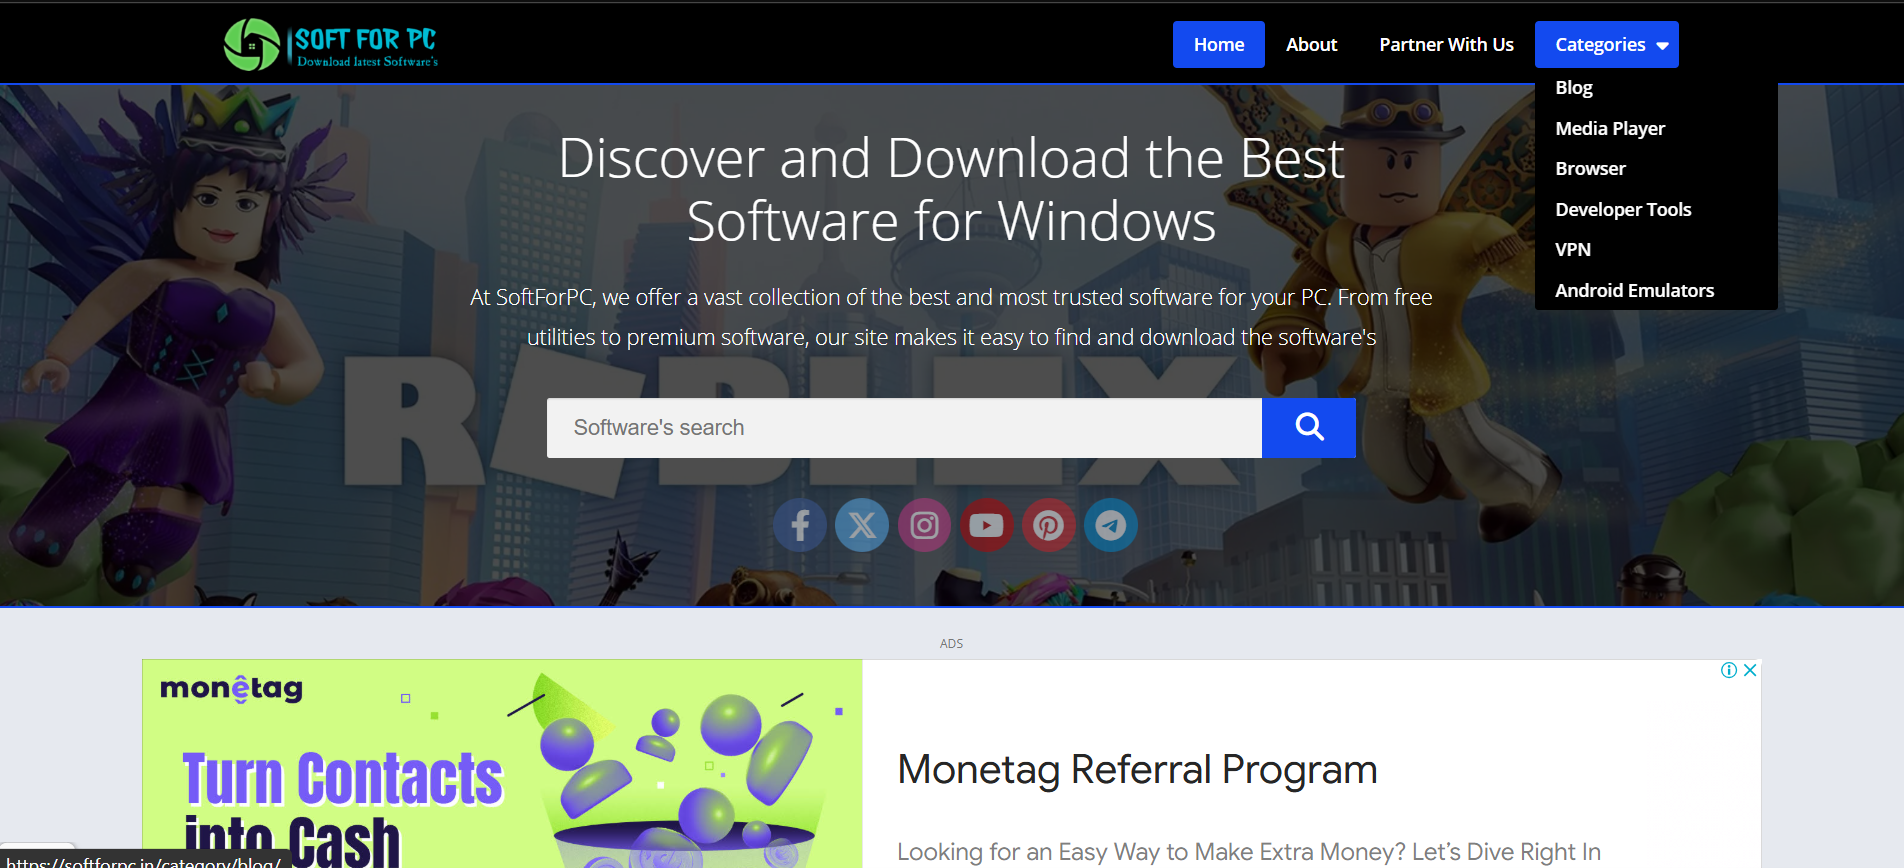 SOFT FOR PC
Download latest Software's
Home
About
Partner With Us
Categories
Blog
Media Player
Browser
Developer Tools
VPN
Android Emulators
Discover and Download the Best
Software for Windows
At SoftForPC, we offer a vast collection of the best and most trusted software for your PC. From free
utilities to premium software, our site makes it easy to find and download the software's
ROBLOX
Software's search
ADS
monetag
Turn Contacts
into Cash
Monetag Referral Program
Looking for an Easy Way to Make Extra Money? Let’s Dive Right In
https://softforpc.in/category/blog/